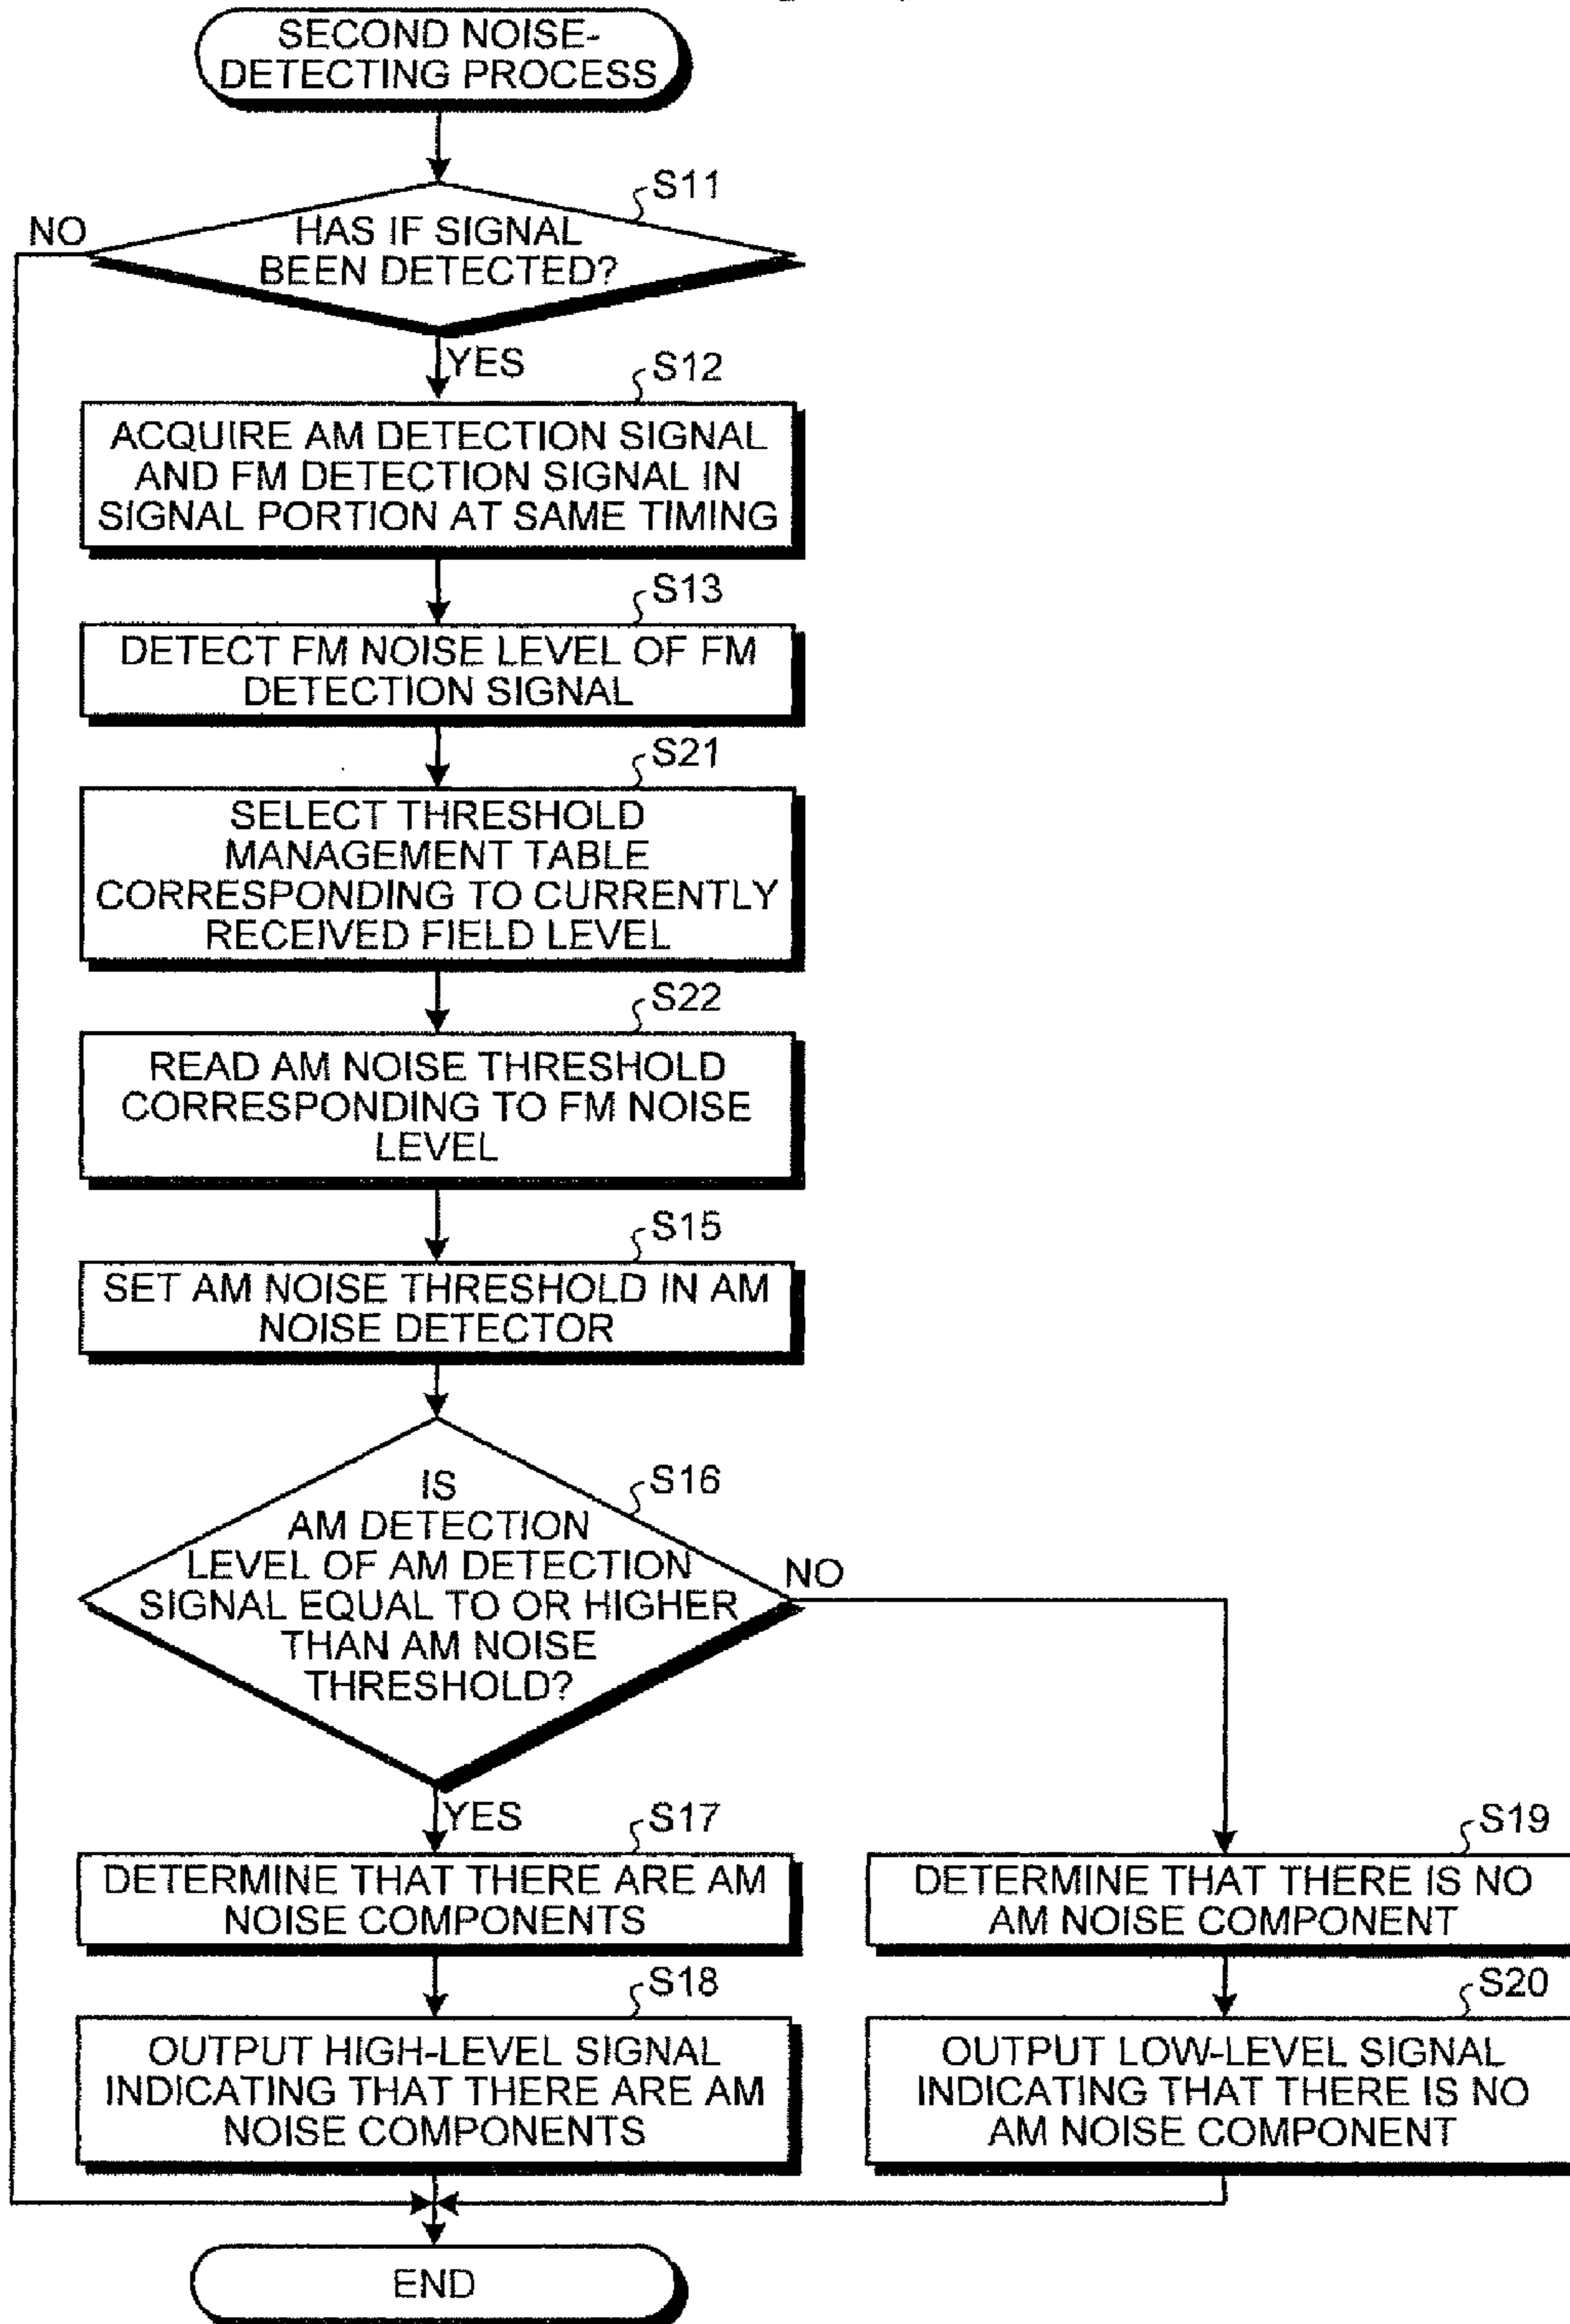 SECOND NOISE-
DETECTING PROCESS
S11
NO
HAS IF SIGNAL
BEEN DETECTED?
YES
S12
ACQUIRE AM DETECTION SIGNAL
AND FM DETECTION SIGNAL IN
SIGNAL PORTION AT SAME TIMING
S13
DETECT FM NOISE LEVEL OF FM
DETECTION SIGNAL
S21
SELECT THRESHOLD
MANAGEMENT TABLE
CORRESPONDING TO CURRENTLY
RECEIVED FIELD LEVEL
S22
READ AM NOISE THRESHOLD
CORRESPONDING TO FM NOISE
LEVEL
S15
SET AM NOISE THRESHOLD IN AM
NOISE DETECTOR
S16
IS
AM DETECTION
LEVEL OF AM DETECTION
SIGNAL EQUAL TO OR HIGHER
THAN AM NOISE
THRESHOLD?
NO
YES
S17
DETERMINE THAT THERE ARE AM
NOISE COMPONENTS
S18
OUTPUT HIGH-LEVEL SIGNAL
INDICATING THAT THERE ARE AM
NOISE COMPONENTS
S19
DETERMINE THAT THERE IS NO
AM NOISE COMPONENT
S20
OUTPUT LOW-LEVEL SIGNAL
INDICATING THAT THERE IS NO
AM NOISE COMPONENT
END